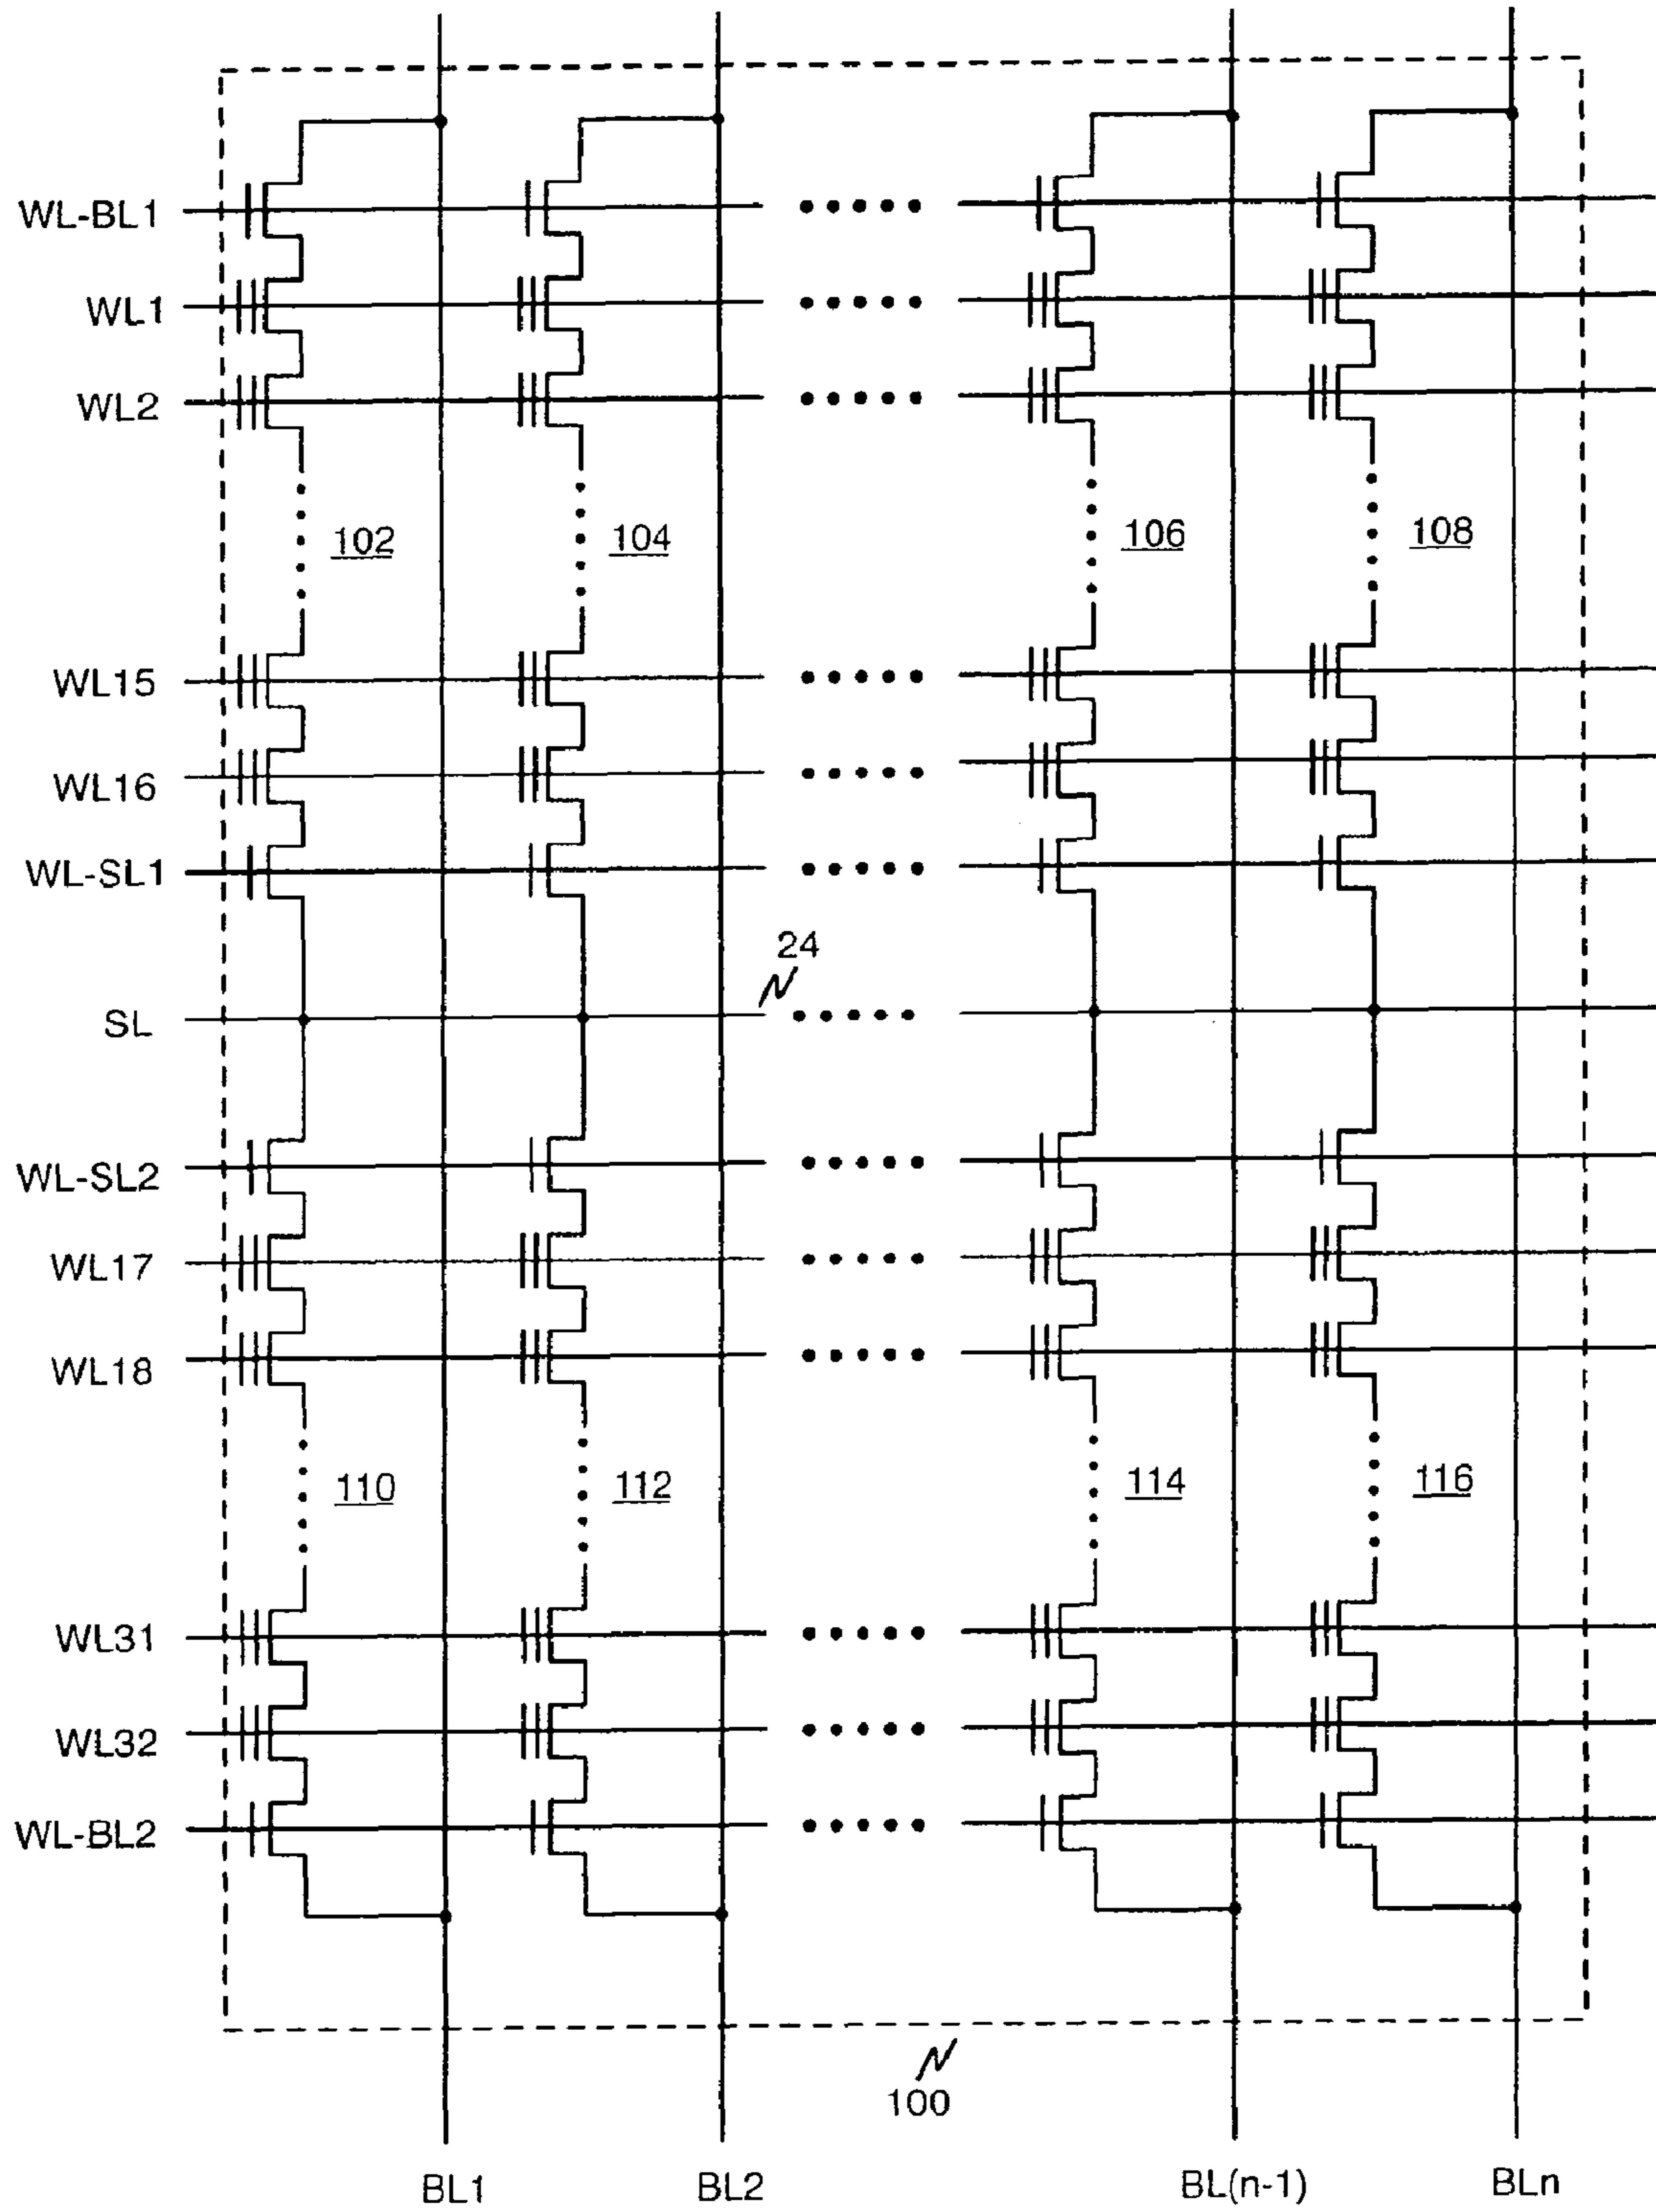 WL-BL1
WL1
WL2
102 104 106 108
WL15
WL16
WL-SL1
24
SL
WL-SL2
WL17
WL18
110 112 114 116
WL31
WL32
WL-BL2
100
BL1 BL2 BL(n-1) BLn